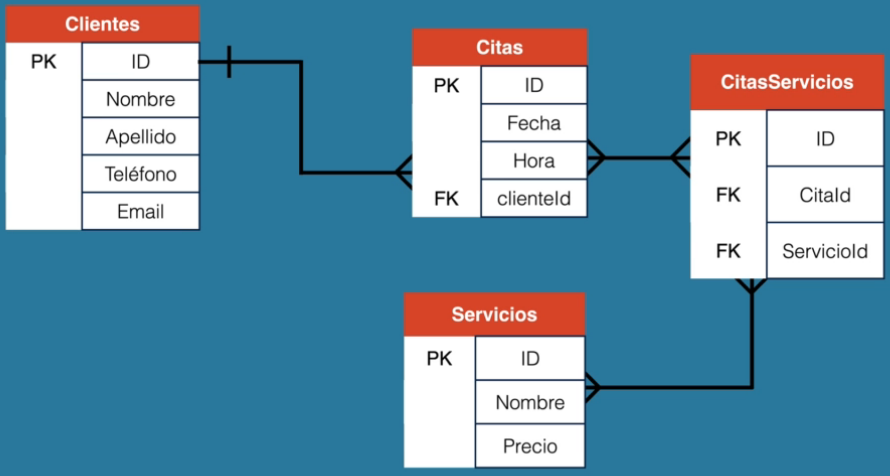 Clientes
PK ID
Nombre
Apellido
Teléfono
Email
Citas
PK ID
Fecha
Hora
FK clienteId
CitasServicios
PK ID
FK CitaId
FK ServicioId
Servicios
PK ID
Nombre
Precio